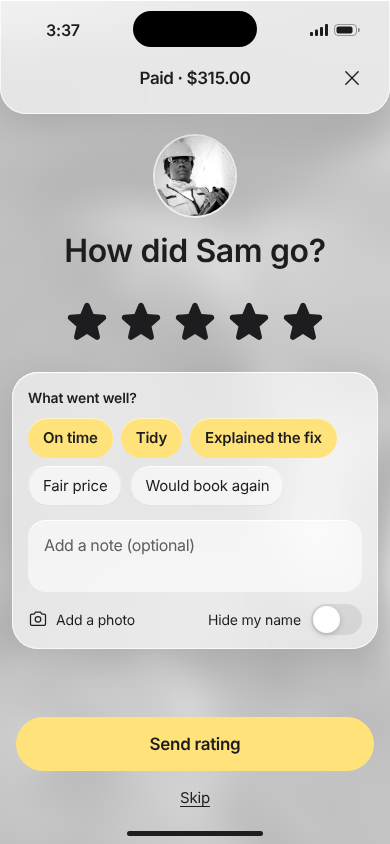 3:37
Paid · $315.00
How did Sam go?
What went well?
On time Tidy Explained the fix
Fair price Would book again
Add a note (optional)
Add a photo Hide my name
Send rating
Skip